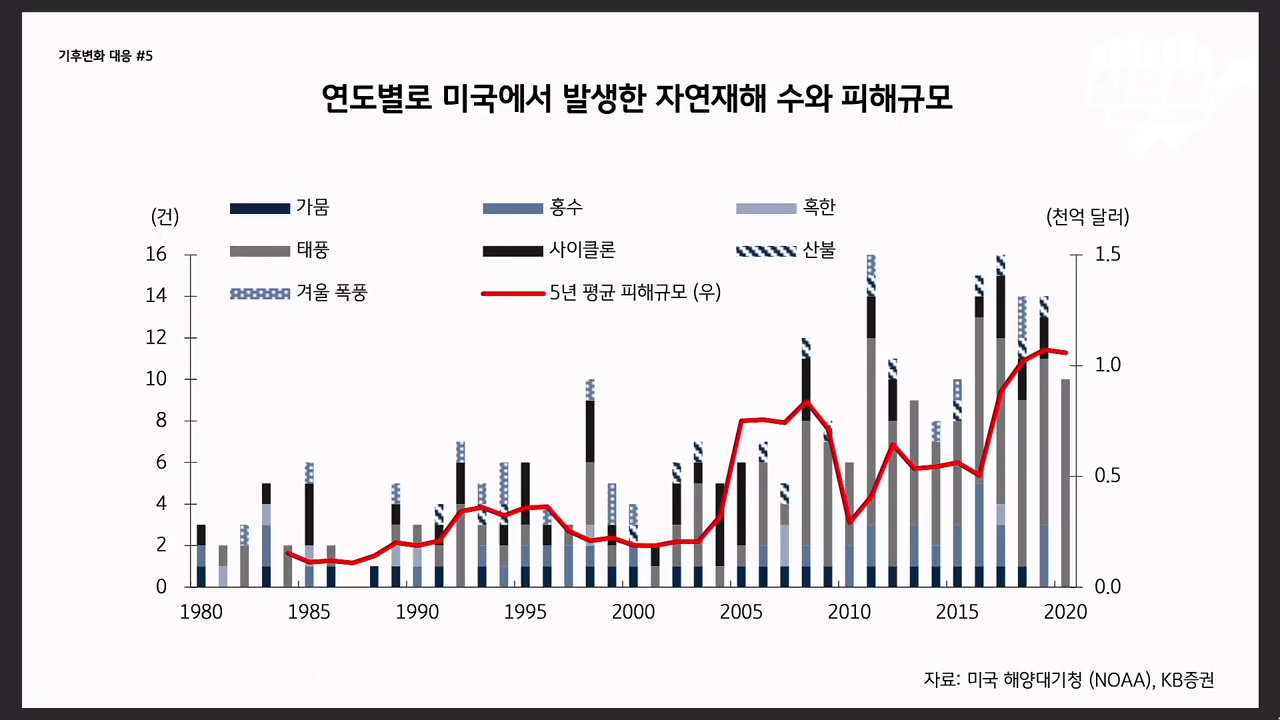 기후변화 대응 #5
연도별로 미국에서 발생한 자연재해 수와 피해규모
(건) 가뭄 홍수 혹한 (천억 달러)
태풍 사이클론 산불
겨울 폭풍 5년 평균 피해규모 (우)
16 1.5
14
12
1.0
10
8
6
0.5
4
2
0 0.0
1980 1985 1990 1995 2000 2005 2010 2015 2020
자료: 미국 해양대기청 (NOAA), KB증권